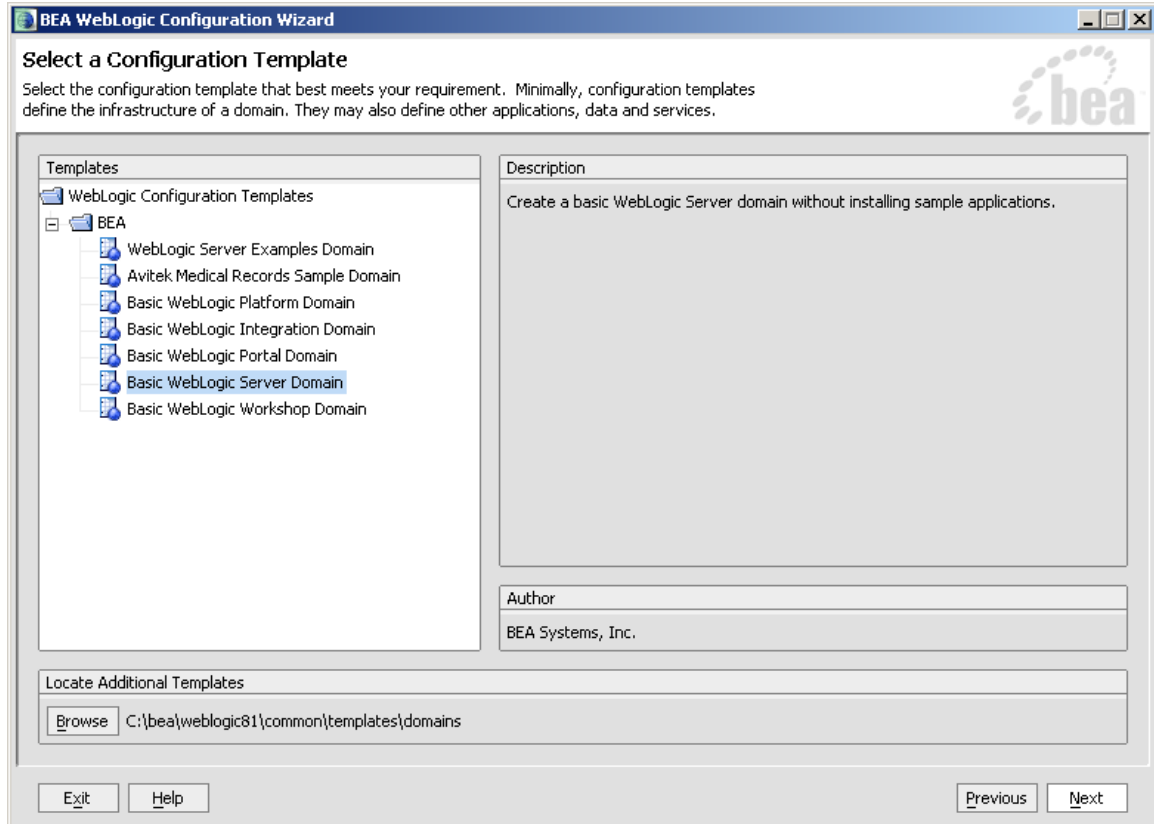 BEA WebLogic Configuration Wizard
Select a Configuration Template
Select the configuration template that best meets your requirement.  Minimally, configuration templates
define the infrastructure of a domain. They may also define other applications, data and services.
bea
Templates
WebLogic Configuration Templates
BEA
WebLogic Server Examples Domain
Avitek Medical Records Sample Domain
Basic WebLogic Platform Domain
Basic WebLogic Integration Domain
Basic WebLogic Portal Domain
Basic WebLogic Server Domain
Basic WebLogic Workshop Domain
Description
Create a basic WebLogic Server domain without installing sample applications.
Author
BEA Systems, Inc.
Locate Additional Templates
Browse C:\bea\weblogic81\common\templates\domains
Exit Help Previous Next